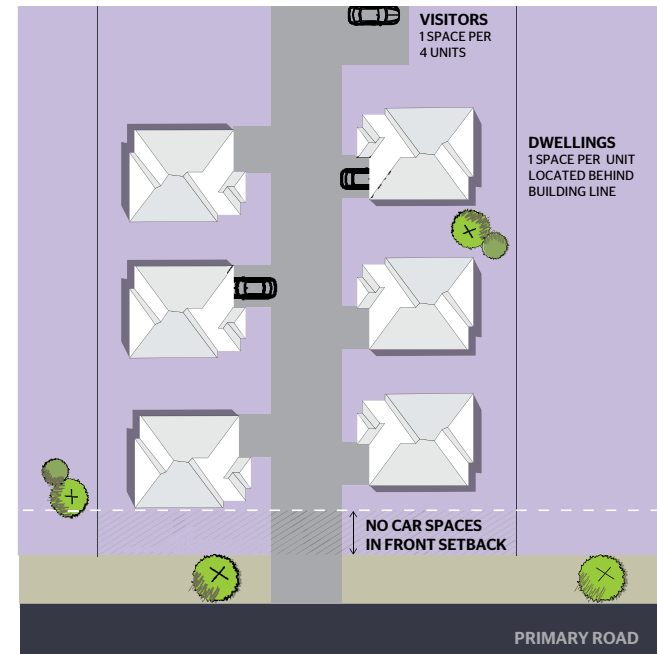 VISITORS
1 SPACE PER
4 UNITS
DWELLINGS
1 SPACE PER UNIT
LOCATED BEHIND
BUILDING LINE
NO CAR SPACES
IN FRONT SETBACK
PRIMARY ROAD